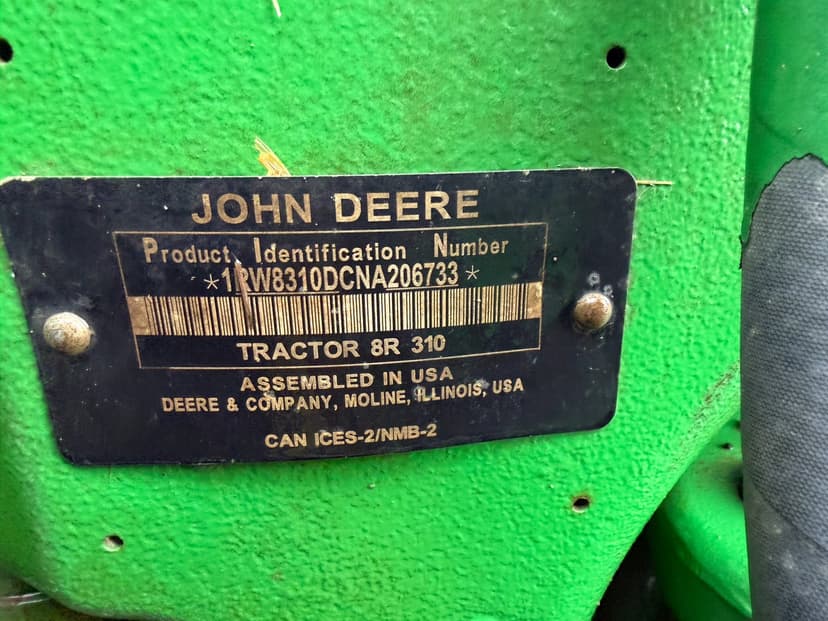 JOHN DEERE
Product Identification Number
*1RW8310DCNA206733*
TRACTOR 8R 310
ASSEMBLED IN USA
DEERE & COMPANY, MOLINE, ILLINOIS, USA
CAN ICES-2/NMB-2